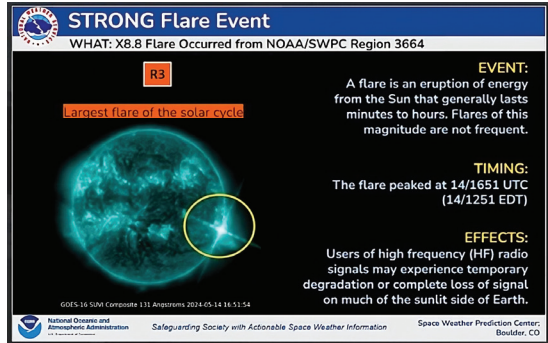 STRONG Flare Event
WHAT: X8.8 Flare Occurred from NOAA/SWPC Region 3664
R3
Largest flare of the solar cycle
EVENT:
A flare is an eruption of energy
from the Sun that generally lasts
minutes to hours. Flares of this
magnitude are not frequent.
TIMING:
The flare peaked at 14/1651 UTC
(14/1251 EDT)
EFFECTS:
Users of high frequency (HF) radio
signals may experience temporary
degradation or complete loss of signal
on much of the sunlit side of Earth.
GOES-16 SUVI Composite 131 Angstroms 2024-05-14 16:51:54
National Oceanic and
Atmospheric Administration
Safeguarding Society with Actionable Space Weather Information
Space Weather Prediction Center;
Boulder, CO